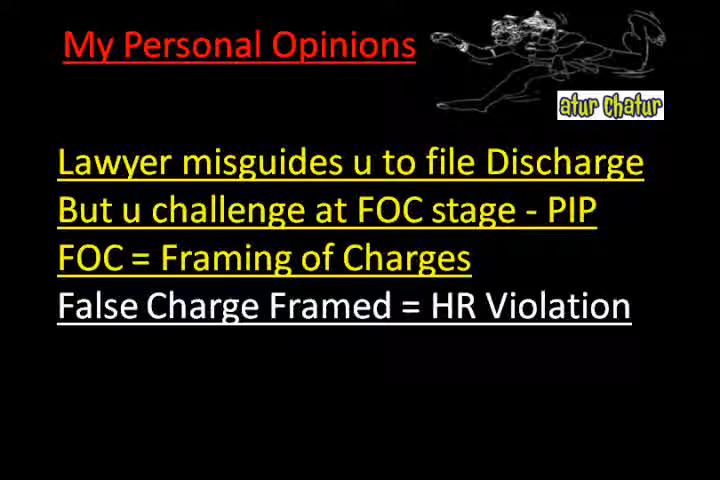 My Personal Opinions
atur chatur
Lawyer misguides u to file Discharge
But u challenge at FOC stage - PIP
FOC = Framing of Charges
False Charge Framed = HR Violation